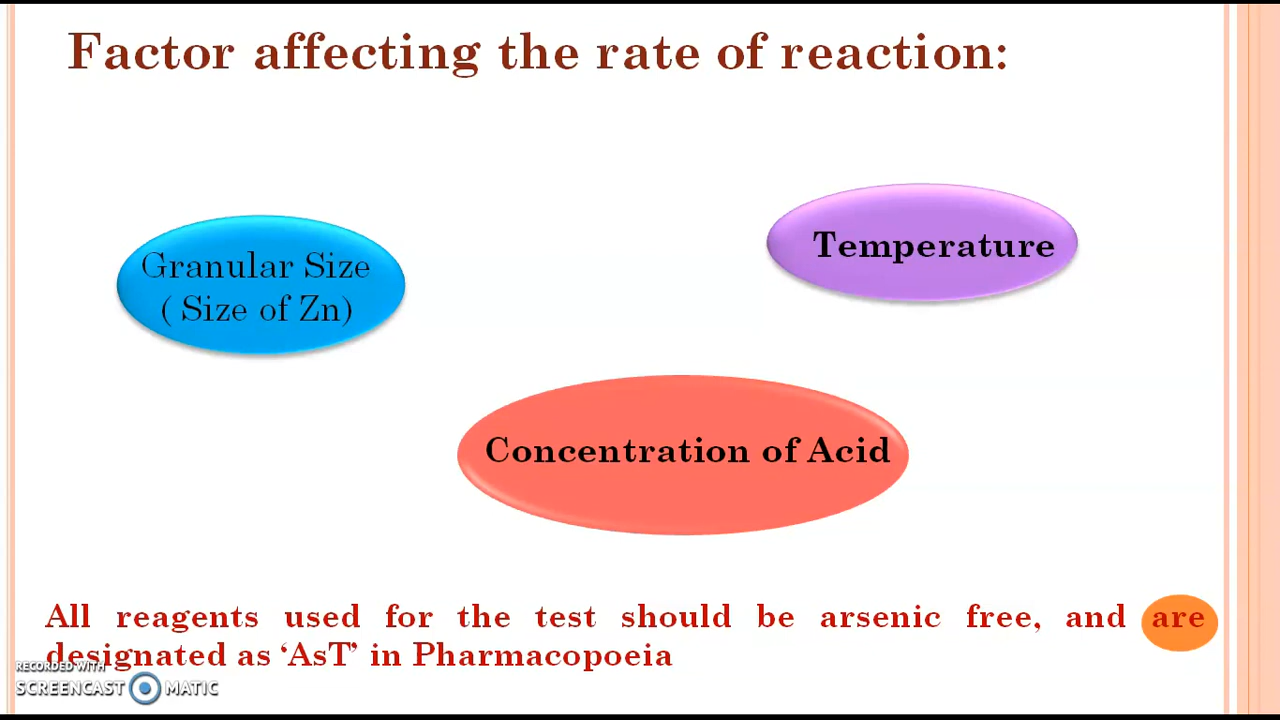 Factor affecting the rate of reaction:
Granular Size
( Size of Zn)
Temperature
Concentration of Acid
All reagents used for the test should be arsenic free, and are
designated as ‘AsT’ in Pharmacopoeia
RECORDED WITH
SCREENCAST MATIC